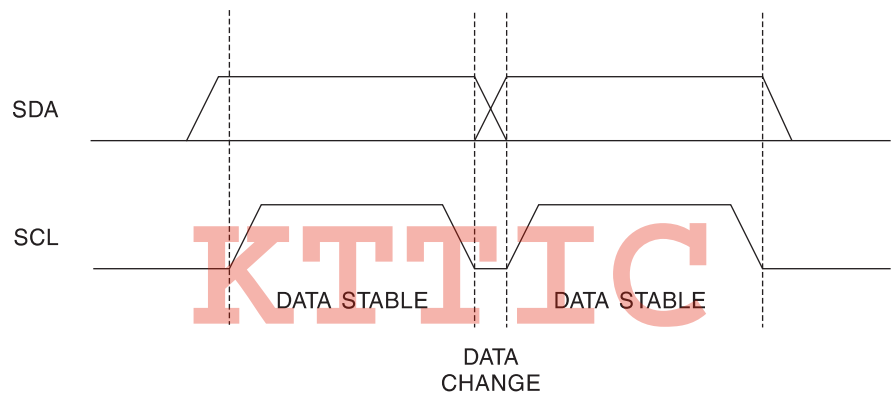 SDA
SCL
KTTIC
DATA STABLE
DATA STABLE
DATA
CHANGE